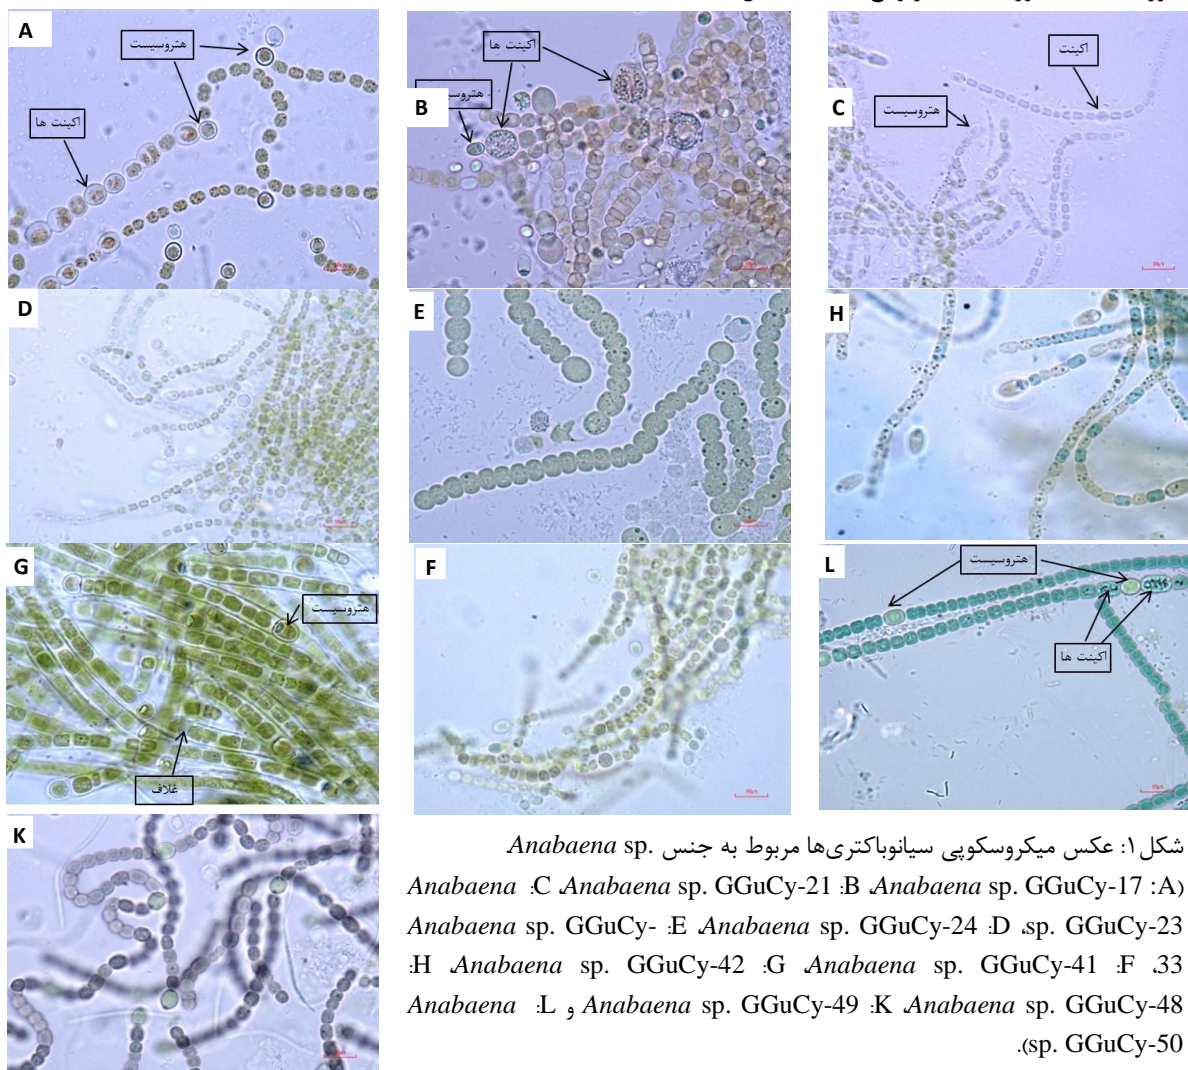 A
هتروسیست
اکینت ها
B
اکینت ها
هتروسی
C
اکینت
هتروسیست
D
E
H
G
هتروسیست
غلاف
F
L
هتروسیست
اکینت ها
K
شکل۱: عکس میکروسکوپی سیانوباکتری‌ها مربوط به جنس Anabaena sp.
(A: Anabaena sp. GGuCy-17، B: Anabaena sp. GGuCy-21، C: Anabaena
sp. GGuCy-23، D: Anabaena sp. GGuCy-24، E: Anabaena sp. GGuCy-
33، F: Anabaena sp. GGuCy-41، G: Anabaena sp. GGuCy-42، H:
Anabaena sp. GGuCy-48، K: Anabaena sp. GGuCy-49 و L: Anabaena
sp. GGuCy-50).